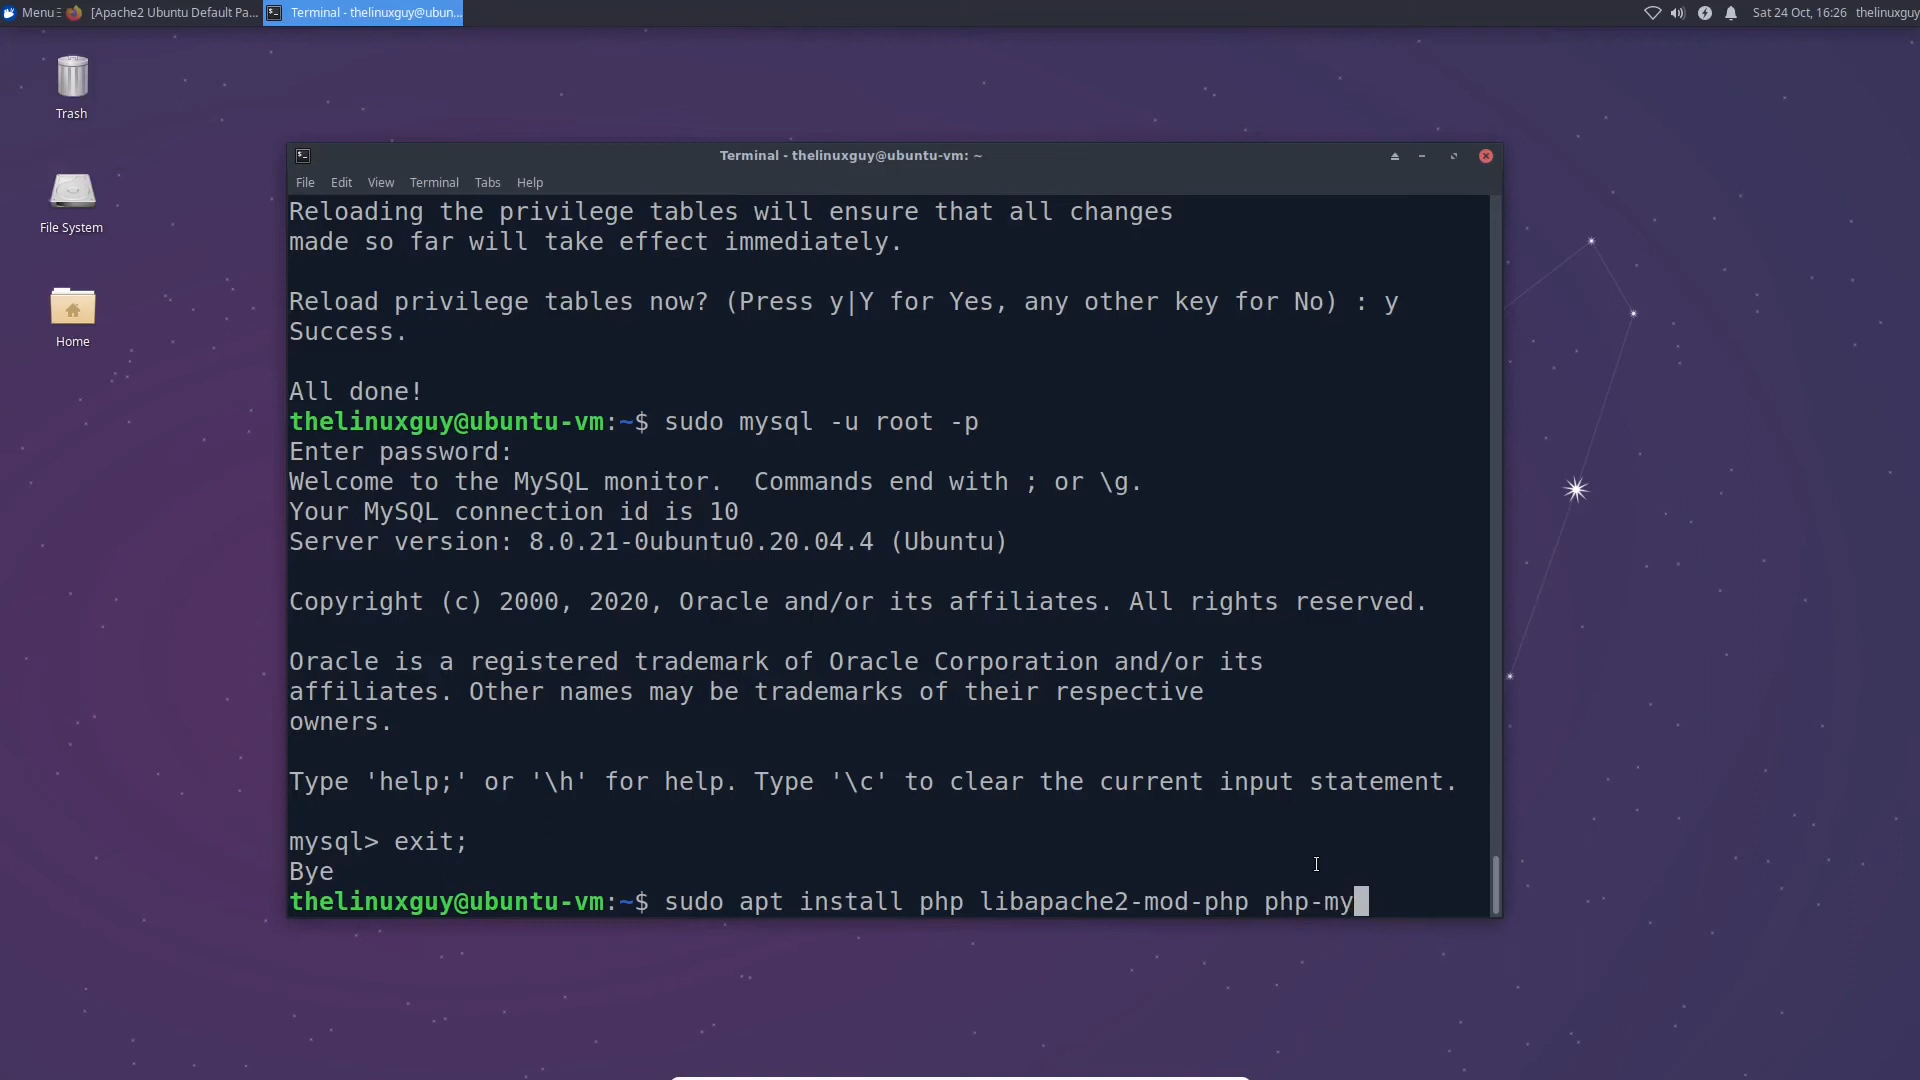 Menu
[Apache2 Ubuntu Default Pa...
Terminal - thelinuxguy@ubun...
Sat 24 Oct, 16:26
thelinuxguy
Trash
File System
Home
Terminal - thelinuxguy@ubuntu-vm: ~
File Edit View Terminal Tabs Help
Reloading the privilege tables will ensure that all changes
made so far will take effect immediately.
Reload privilege tables now? (Press y|Y for Yes, any other key for No) : y
Success.
All done!
thelinuxguy@ubuntu-vm:~$ sudo mysql -u root -p
Enter password:
Welcome to the MySQL monitor.  Commands end with ; or \g.
Your MySQL connection id is 10
Server version: 8.0.21-0ubuntu0.20.04.4 (Ubuntu)
Copyright (c) 2000, 2020, Oracle and/or its affiliates. All rights reserved.
Oracle is a registered trademark of Oracle Corporation and/or its
affiliates. Other names may be trademarks of their respective
owners.
Type 'help;' or '\h' for help. Type '\c' to clear the current input statement.
mysql> exit;
Bye
thelinuxguy@ubuntu-vm:~$ sudo apt install php libapache2-mod-php php-my